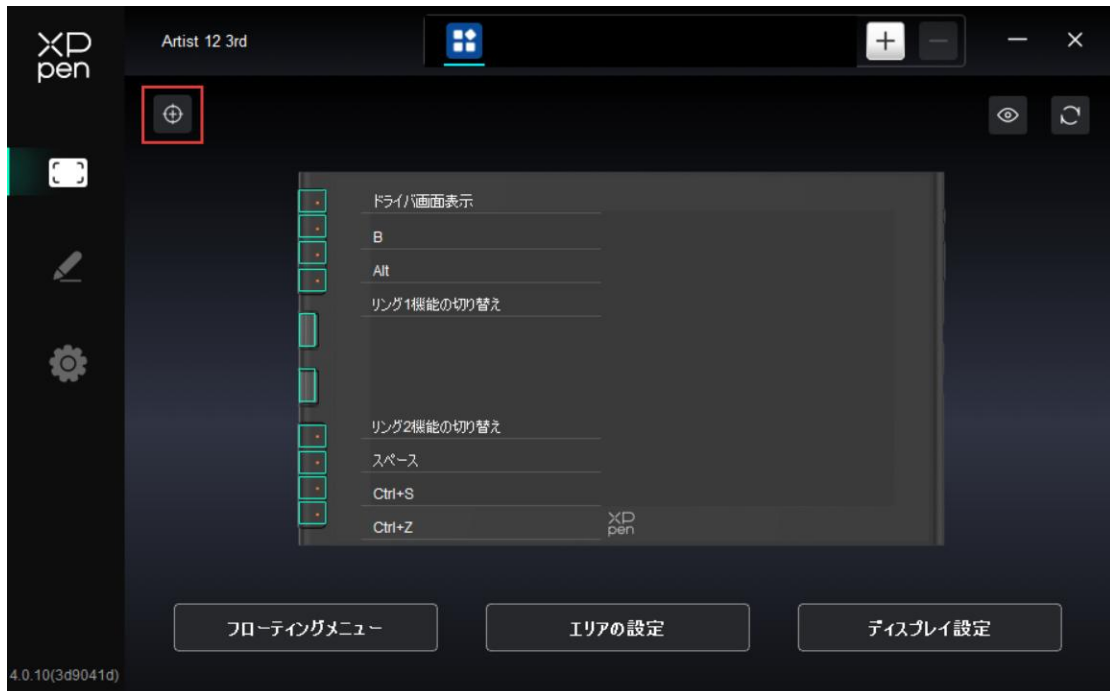 XP
pen
Artist 12 3rd
ドライバ画面表示
B
Alt
リング1機能の切り替え
リング2機能の切り替え
スペース
Ctrl+S
Ctrl+Z
XP
pen
フローティングメニュー
エリアの設定
ディスプレイ設定
4.0.10(3d9041d)